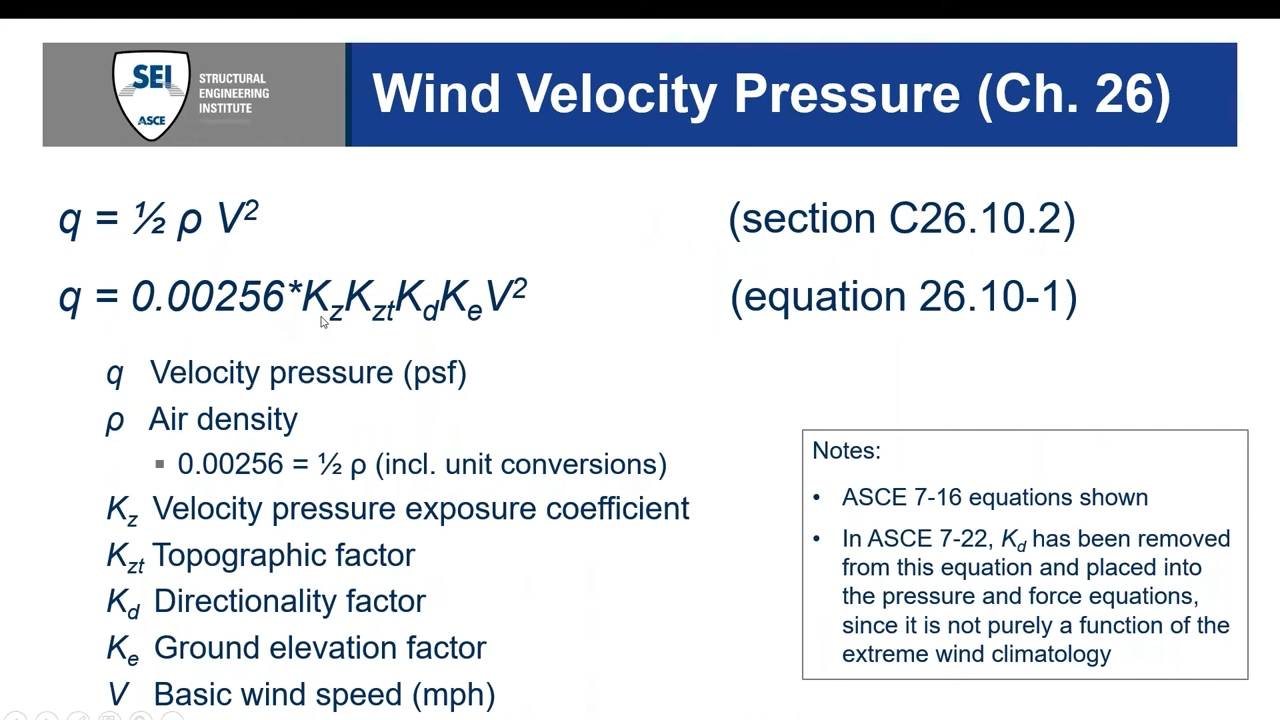 SEI
ASCE
STRUCTURAL
ENGINEERING
INSTITUTE
Wind Velocity Pressure (Ch. 26)
q = ½ ρ V² (section C26.10.2)
q = 0.00256*KzKztKdKeV² (equation 26.10-1)
q Velocity pressure (psf)
ρ Air density
▪ 0.00256 = ½ ρ (incl. unit conversions)
Kz Velocity pressure exposure coefficient
Kzt Topographic factor
Kd Directionality factor
Ke Ground elevation factor
V Basic wind speed (mph)
Notes:
• ASCE 7-16 equations shown
• In ASCE 7-22, Kd has been removed
from this equation and placed into
the pressure and force equations,
since it is not purely a function of the
extreme wind climatology